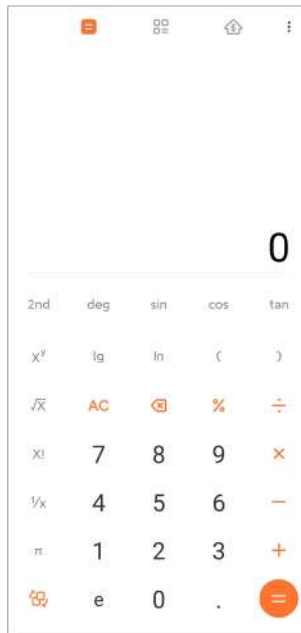 0
2nd deg sin cos tan
Xʸ lg ln ( )
√X AC % ÷
X! 7 8 9 ×
¹/x 4 5 6 −
π 1 2 3 +
e 0 . =